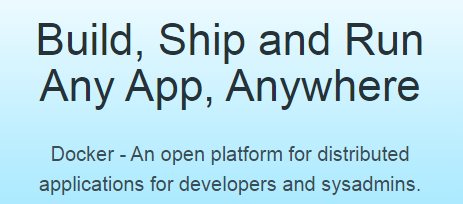 Build, Ship and Run
Any App, Anywhere
Docker - An open platform for distributed
applications for developers and sysadmins.